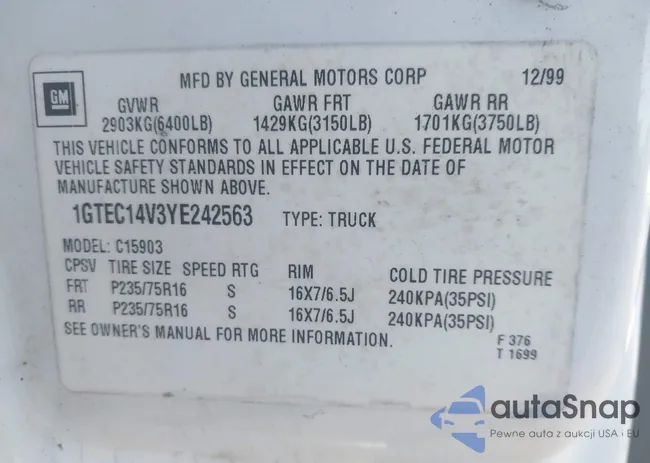 GM
MFD BY GENERAL MOTORS CORP 12/99
GVWR GAWR FRT GAWR RR
2903KG(6400LB) 1429KG(3150LB) 1701KG(3750LB)
THIS VEHICLE CONFORMS TO ALL APPLICABLE U.S. FEDERAL MOTOR
VEHICLE SAFETY STANDARDS IN EFFECT ON THE DATE OF
MANUFACTURE SHOWN ABOVE.
1GTEC14V3YE242563 TYPE: TRUCK
MODEL: C15903
CPSV TIRE SIZE SPEED RTG RIM COLD TIRE PRESSURE
FRT P235/75R16 S 16X7/6.5J 240KPA(35PSI)
RR P235/75R16 S 16X7/6.5J 240KPA(35PSI)
SEE OWNER'S MANUAL FOR MORE INFORMATION.
F 376
T 1699
autaSnap
Pewne auta z aukcji USA i EU